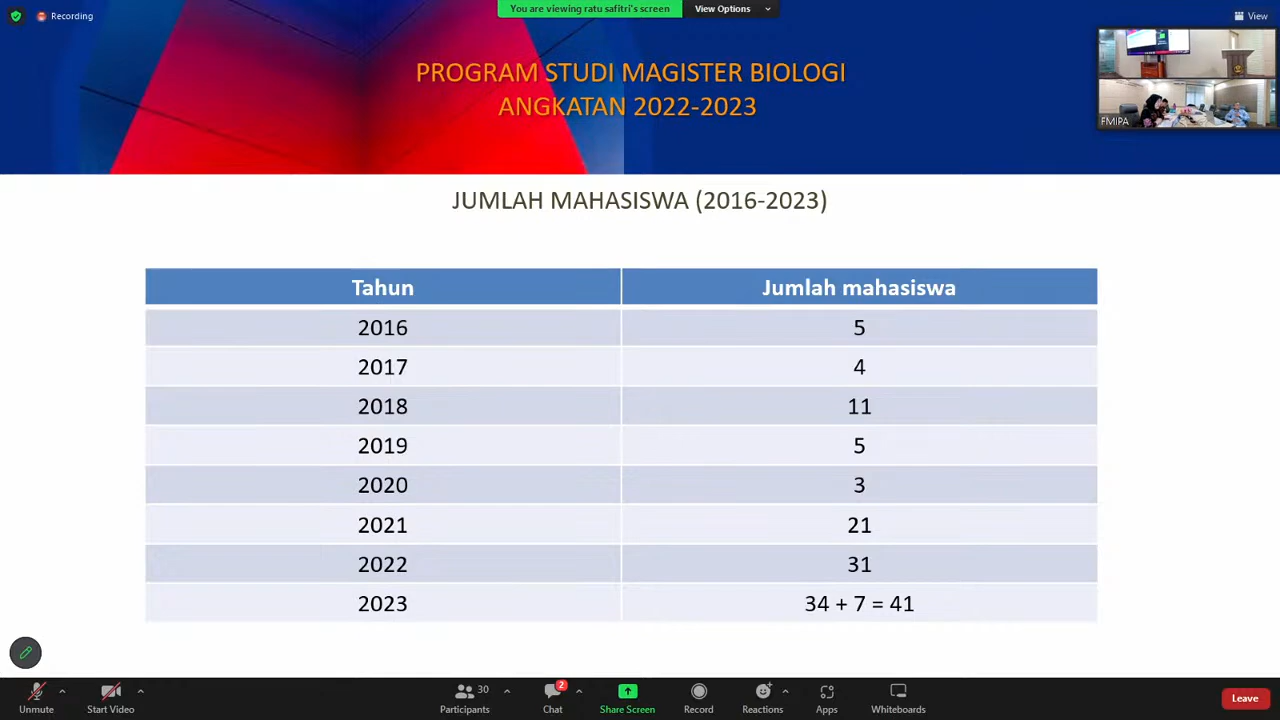 Recording
You are viewing ratu safitri's screen
View Options
View
PROGRAM STUDI MAGISTER BIOLOGI
ANGKATAN 2022-2023
FMIPA
JUMLAH MAHASISWA (2016-2023)
Tahun Jumlah mahasiswa
2016 5
2017 4
2018 11
2019 5
2020 3
2021 21
2022 31
2023 34 + 7 = 41
Unmute
Start Video
30
Participants
2
Chat
Share Screen
Record
Reactions
Apps
Whiteboards
Leave